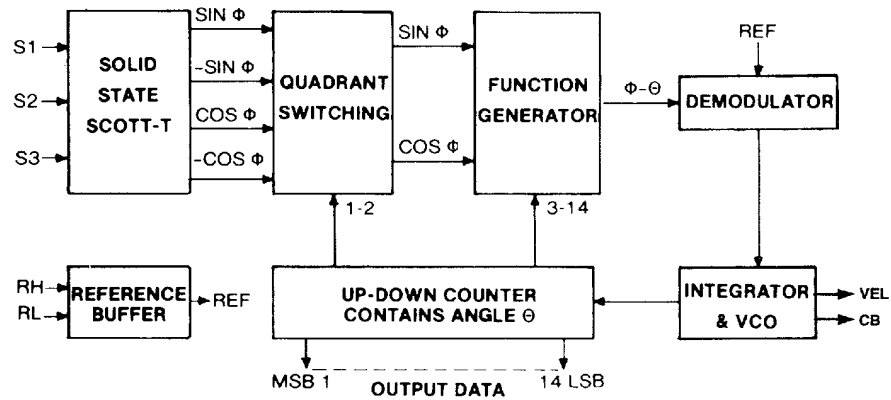 SIN Φ
S1
SOLID
STATE
SCOTT-T
–SIN Φ
S2
COS Φ
S3
–COS Φ
QUADRANT
SWITCHING
SIN Φ
COS Φ
FUNCTION
GENERATOR
Φ-Θ
REF
DEMODULATOR
1-2
3-14
RH
RL
REFERENCE
BUFFER
REF
UP-DOWN COUNTER
CONTAINS ANGLE Θ
INTEGRATOR
& VCO
VEL
CB
MSB 1
14 LSB
OUTPUT DATA